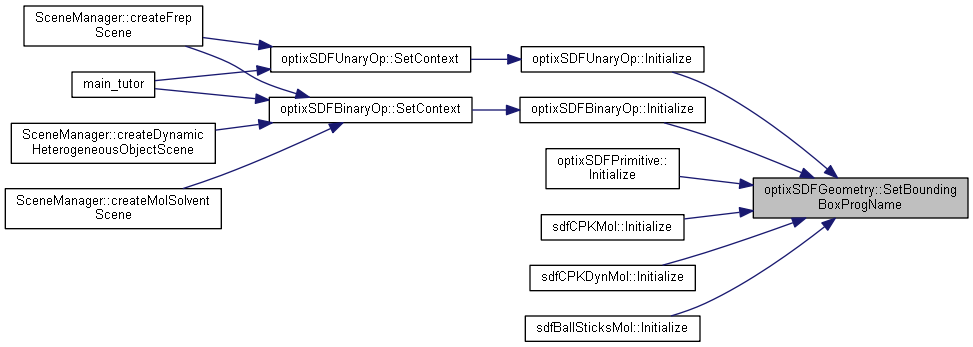 SceneManager::createFrep
Scene
optixSDFUnaryOp::SetContext
optixSDFUnaryOp::Initialize
main_tutor
optixSDFBinaryOp::SetContext
optixSDFBinaryOp::Initialize
SceneManager::createDynamic
HeterogeneousObjectScene
optixSDFPrimitive::
Initialize
SceneManager::createMolSolvent
Scene
optixSDFGeometry::SetBounding
BoxProgName
sdfCPKMol::Initialize
sdfCPKDynMol::Initialize
sdfBallSticksMol::Initialize